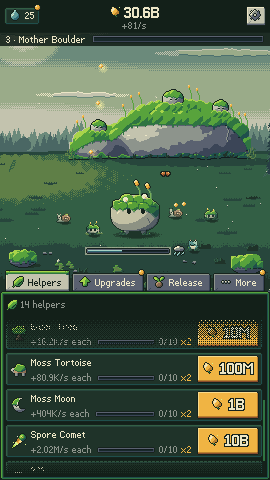 25
30.6B
+81/s
3 · Mother Boulder
Helpers
Upgrades
Release
... More
14 helpers
+16.2K/s each
0/10 x2
Moss Tortoise
+80.9K/s each
0/10 x2
100M
Moss Moon
+404K/s each
0/10 x2
1B
Spore Comet
+2.02M/s each
0/10 x2
10B